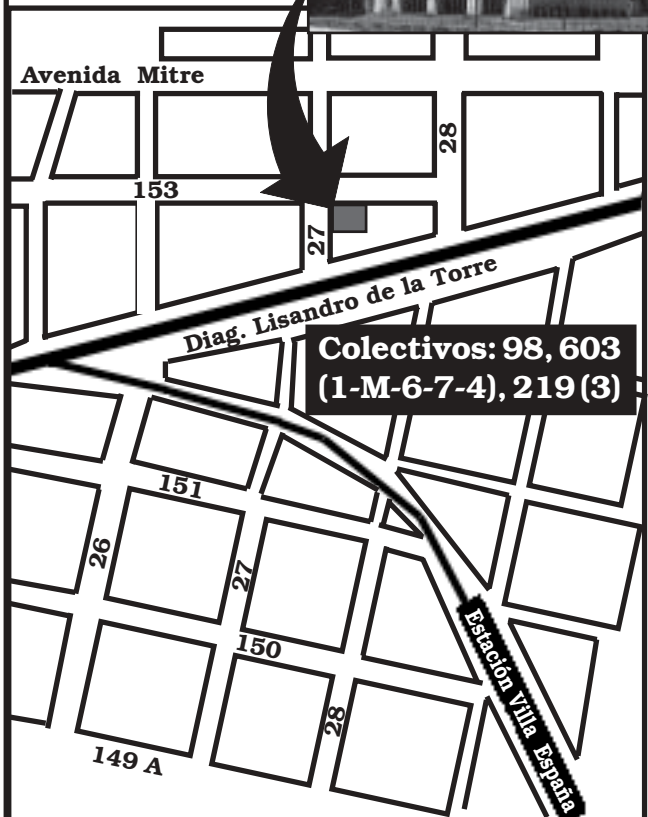 Avenida Mitre
28
153
27
Diag. Lisandro de la Torre
Colectivos: 98, 603
(1-M-6-7-4), 219 (3)
151
26
27
150
Estación Villa España
28
149 A